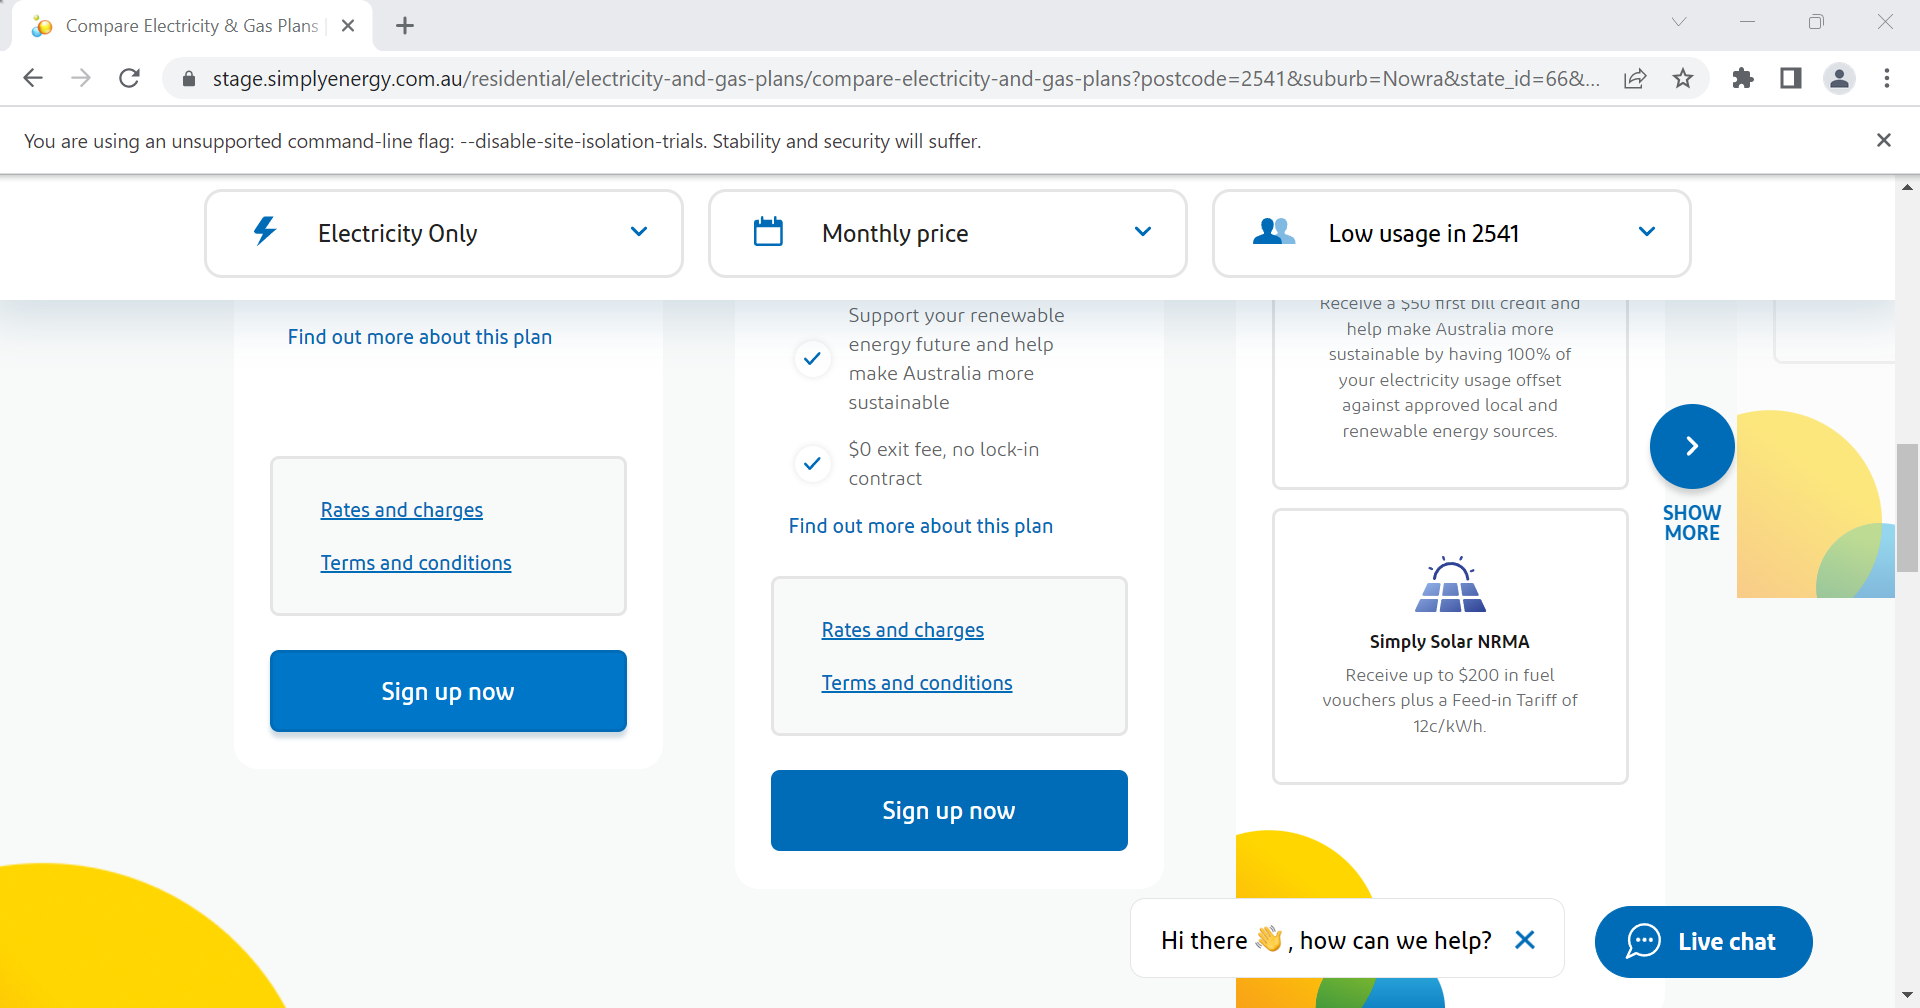 Compare Electricity & Gas Plans |
stage.simplyenergy.com.au/residential/electricity-and-gas-plans/compare-electricity-and-gas-plans?postcode=2541&suburb=Nowra&state_id=66&...
You are using an unsupported command-line flag: --disable-site-isolation-trials. Stability and security will suffer.
Electricity Only
Monthly price
Low usage in 2541
Find out more about this plan
Rates and charges
Terms and conditions
Sign up now
Support your renewable
energy future and help
make Australia more
sustainable
$0 exit fee, no lock-in
contract
Find out more about this plan
Rates and charges
Terms and conditions
Sign up now
Receive a $50 first bill credit and
help make Australia more
sustainable by having 100% of
your electricity usage offset
against approved local and
renewable energy sources.
Simply Solar NRMA
Receive up to $200 in fuel
vouchers plus a Feed-in Tariff of
12c/kWh.
SHOW
MORE
Hi there 👋 , how can we help?
Live chat